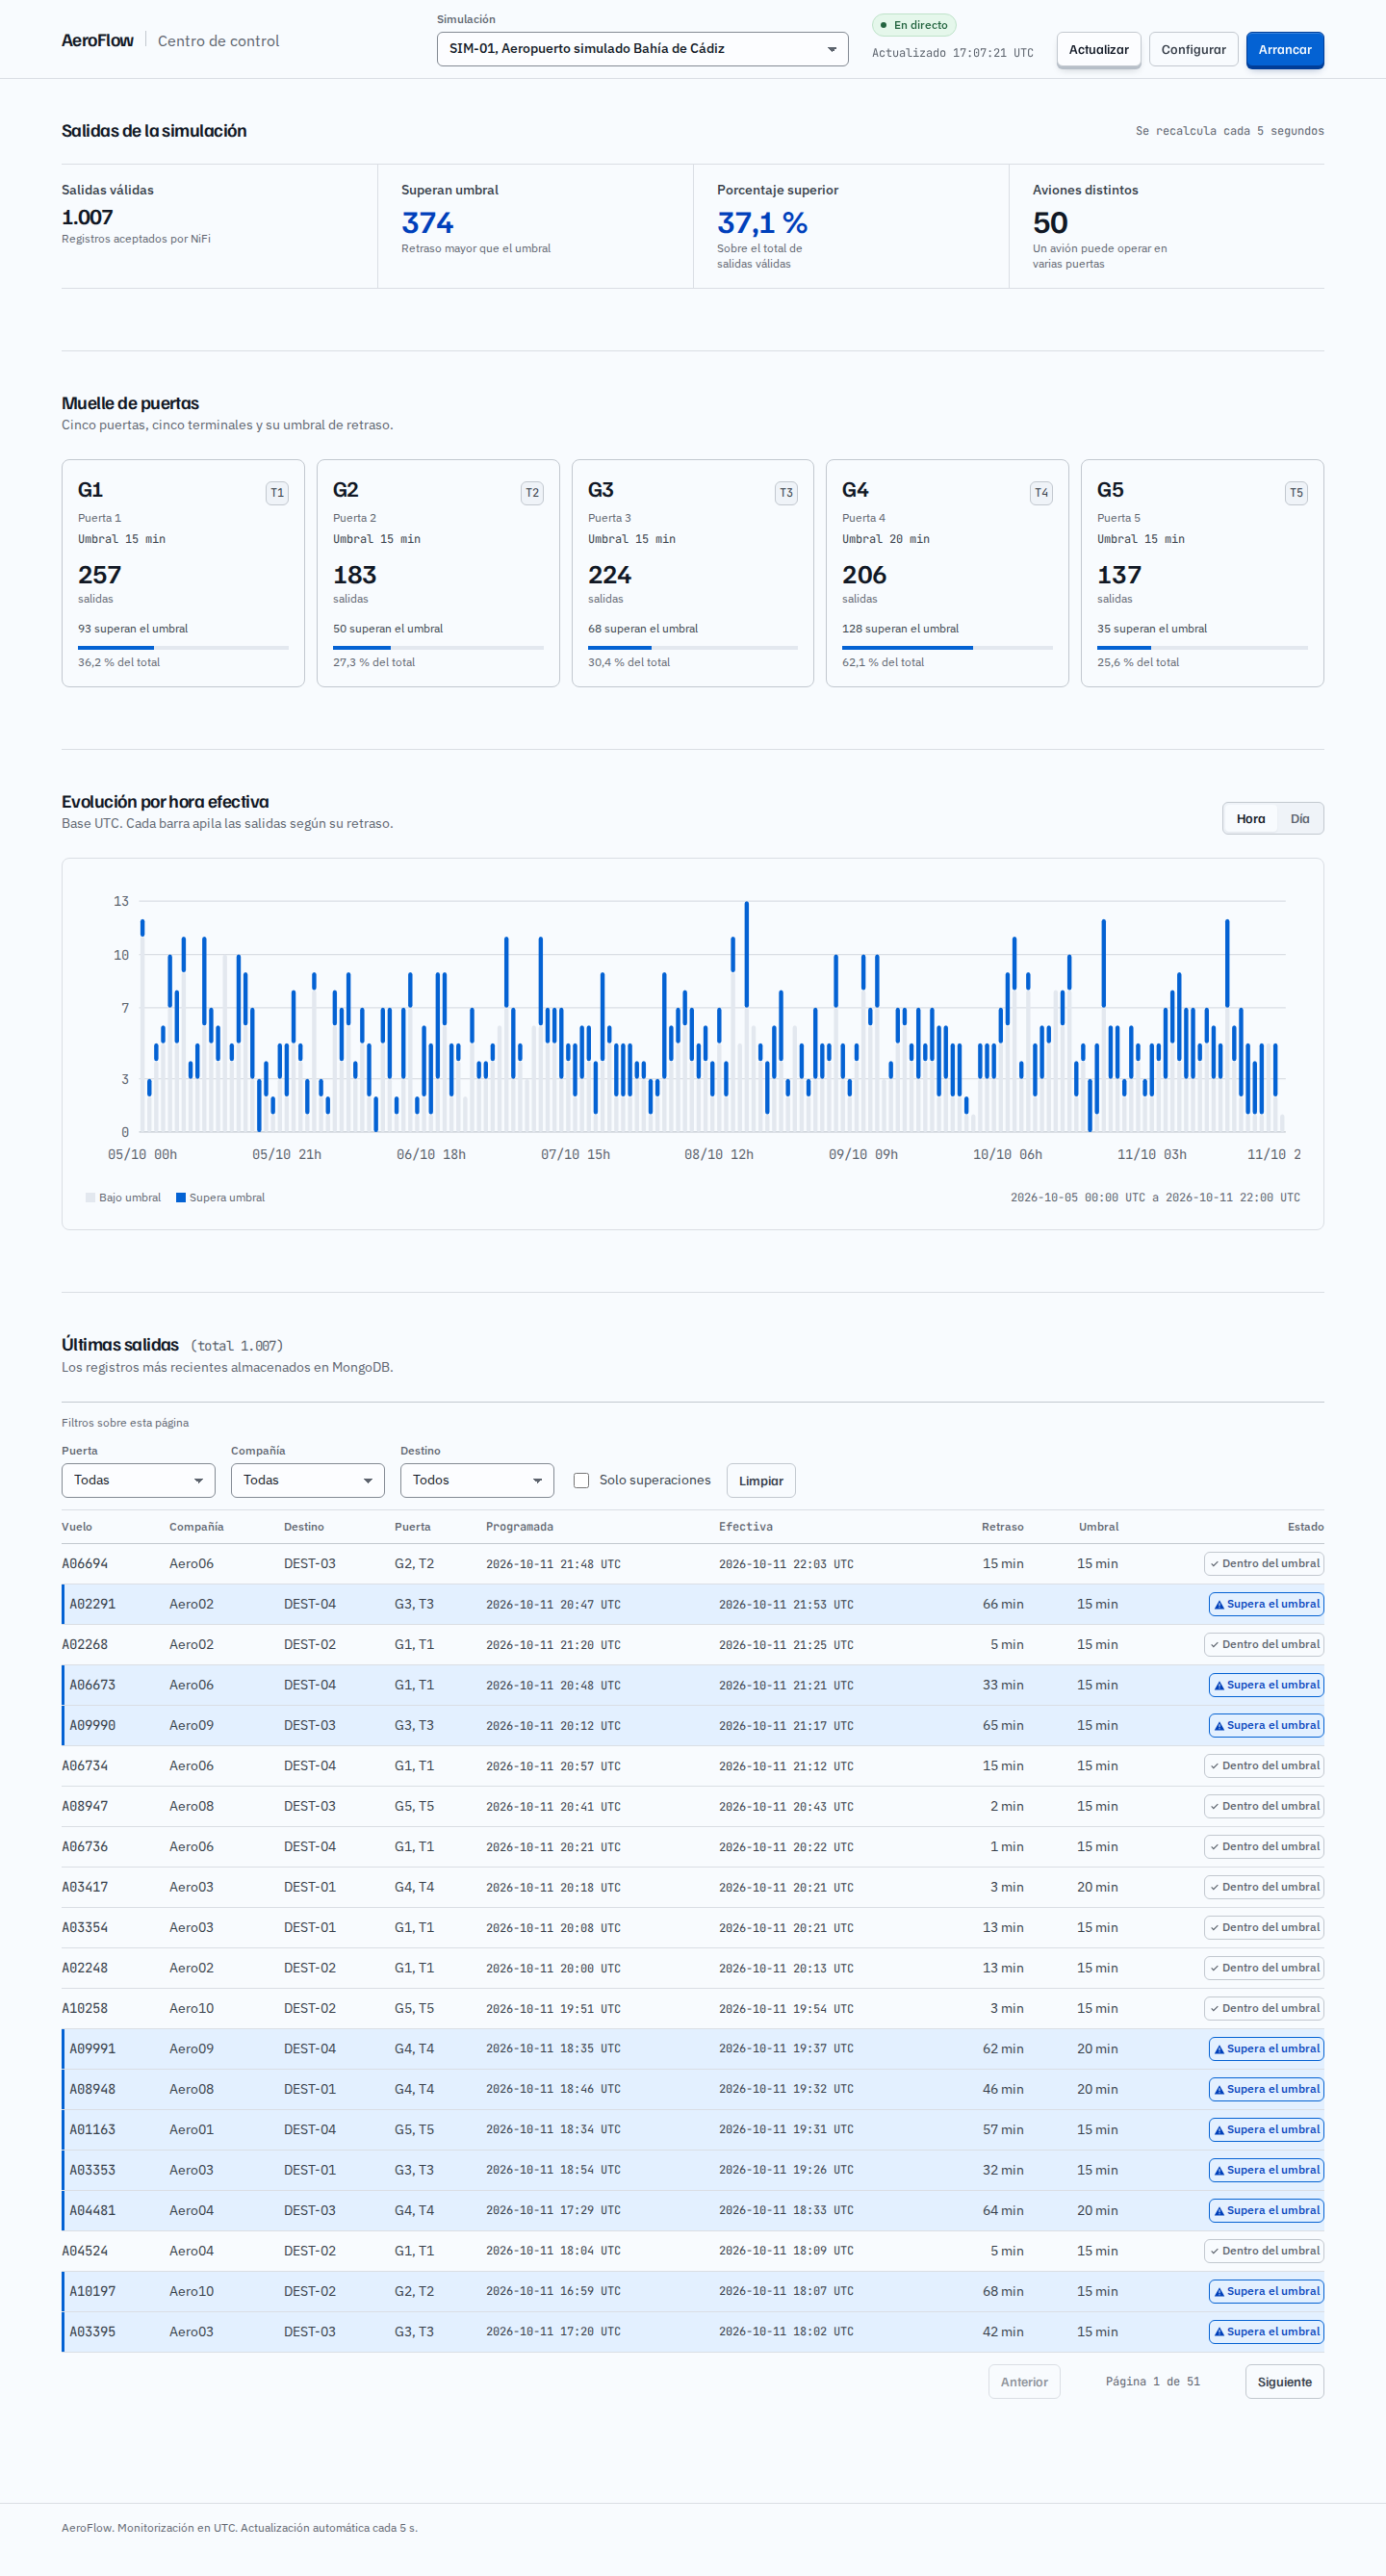 AeroFlow | Centro de control
Simulación
SIM-01, Aeropuerto simulado Bahía de Cádiz
En directo
Actualizado 17:07:21 UTC
Actualizar
Configurar
Arrancar
Salidas de la simulación
Se recalcula cada 5 segundos
Salidas válidas
1.007
Registros aceptados por NiFi
Superan umbral
374
Retraso mayor que el umbral
Porcentaje superior
37,1 %
Sobre el total de
salidas válidas
Aviones distintos
50
Un avión puede operar en
varias puertas
Muelle de puertas
Cinco puertas, cinco terminales y su umbral de retraso.
G1 T1
Puerta 1
Umbral 15 min
257
salidas
93 superan el umbral
36,2 % del total
G2 T2
Puerta 2
Umbral 15 min
183
salidas
50 superan el umbral
27,3 % del total
G3 T3
Puerta 3
Umbral 15 min
224
salidas
68 superan el umbral
30,4 % del total
G4 T4
Puerta 4
Umbral 20 min
206
salidas
128 superan el umbral
62,1 % del total
G5 T5
Puerta 5
Umbral 15 min
137
salidas
35 superan el umbral
25,6 % del total
Evolución por hora efectiva
Base UTC. Cada barra apila las salidas según su retraso.
Hora Día
13
10
7
3
0
05/10 00h 05/10 21h 06/10 18h 07/10 15h 08/10 12h 09/10 09h 10/10 06h 11/10 03h 11/10 2
Bajo umbral Supera umbral
2026-10-05 00:00 UTC a 2026-10-11 22:00 UTC
Últimas salidas (total 1.007)
Los registros más recientes almacenados en MongoDB.
Filtros sobre esta página
Puerta Compañía Destino
Todas Todas Todos Solo superaciones Limpiar
Vuelo Compañía Destino Puerta Programada Efectiva Retraso Umbral Estado
A06694 Aero06 DEST-03 G2, T2 2026-10-11 21:48 UTC 2026-10-11 22:03 UTC 15 min 15 min ✓ Dentro del umbral
A02291 Aero02 DEST-04 G3, T3 2026-10-11 20:47 UTC 2026-10-11 21:53 UTC 66 min 15 min Supera el umbral
A02268 Aero02 DEST-02 G1, T1 2026-10-11 21:20 UTC 2026-10-11 21:25 UTC 5 min 15 min ✓ Dentro del umbral
A06673 Aero06 DEST-04 G1, T1 2026-10-11 20:48 UTC 2026-10-11 21:21 UTC 33 min 15 min Supera el umbral
A09990 Aero09 DEST-03 G3, T3 2026-10-11 20:12 UTC 2026-10-11 21:17 UTC 65 min 15 min Supera el umbral
A06734 Aero06 DEST-04 G1, T1 2026-10-11 20:57 UTC 2026-10-11 21:12 UTC 15 min 15 min ✓ Dentro del umbral
A08947 Aero08 DEST-03 G5, T5 2026-10-11 20:41 UTC 2026-10-11 20:43 UTC 2 min 15 min ✓ Dentro del umbral
A06736 Aero06 DEST-04 G1, T1 2026-10-11 20:21 UTC 2026-10-11 20:22 UTC 1 min 15 min ✓ Dentro del umbral
A03417 Aero03 DEST-01 G4, T4 2026-10-11 20:18 UTC 2026-10-11 20:21 UTC 3 min 20 min ✓ Dentro del umbral
A03354 Aero03 DEST-01 G1, T1 2026-10-11 20:08 UTC 2026-10-11 20:21 UTC 13 min 15 min ✓ Dentro del umbral
A02248 Aero02 DEST-02 G1, T1 2026-10-11 20:00 UTC 2026-10-11 20:13 UTC 13 min 15 min ✓ Dentro del umbral
A10258 Aero10 DEST-02 G5, T5 2026-10-11 19:51 UTC 2026-10-11 19:54 UTC 3 min 15 min ✓ Dentro del umbral
A09991 Aero09 DEST-04 G4, T4 2026-10-11 18:35 UTC 2026-10-11 19:37 UTC 62 min 20 min Supera el umbral
A08948 Aero08 DEST-01 G4, T4 2026-10-11 18:46 UTC 2026-10-11 19:32 UTC 46 min 20 min Supera el umbral
A01163 Aero01 DEST-04 G5, T5 2026-10-11 18:34 UTC 2026-10-11 19:31 UTC 57 min 15 min Supera el umbral
A03353 Aero03 DEST-01 G3, T3 2026-10-11 18:54 UTC 2026-10-11 19:26 UTC 32 min 15 min Supera el umbral
A04481 Aero04 DEST-03 G4, T4 2026-10-11 17:29 UTC 2026-10-11 18:33 UTC 64 min 20 min Supera el umbral
A04524 Aero04 DEST-02 G1, T1 2026-10-11 18:04 UTC 2026-10-11 18:09 UTC 5 min 15 min ✓ Dentro del umbral
A10197 Aero10 DEST-02 G2, T2 2026-10-11 16:59 UTC 2026-10-11 18:07 UTC 68 min 15 min Supera el umbral
A03395 Aero03 DEST-03 G3, T3 2026-10-11 17:20 UTC 2026-10-11 18:02 UTC 42 min 15 min Supera el umbral
Anterior Página 1 de 51 Siguiente
AeroFlow. Monitorización en UTC. Actualización automática cada 5 s.